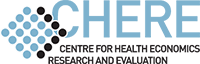 CHERE
CENTRE FOR HEALTH ECONOMICS
RESEARCH AND EVALUATION